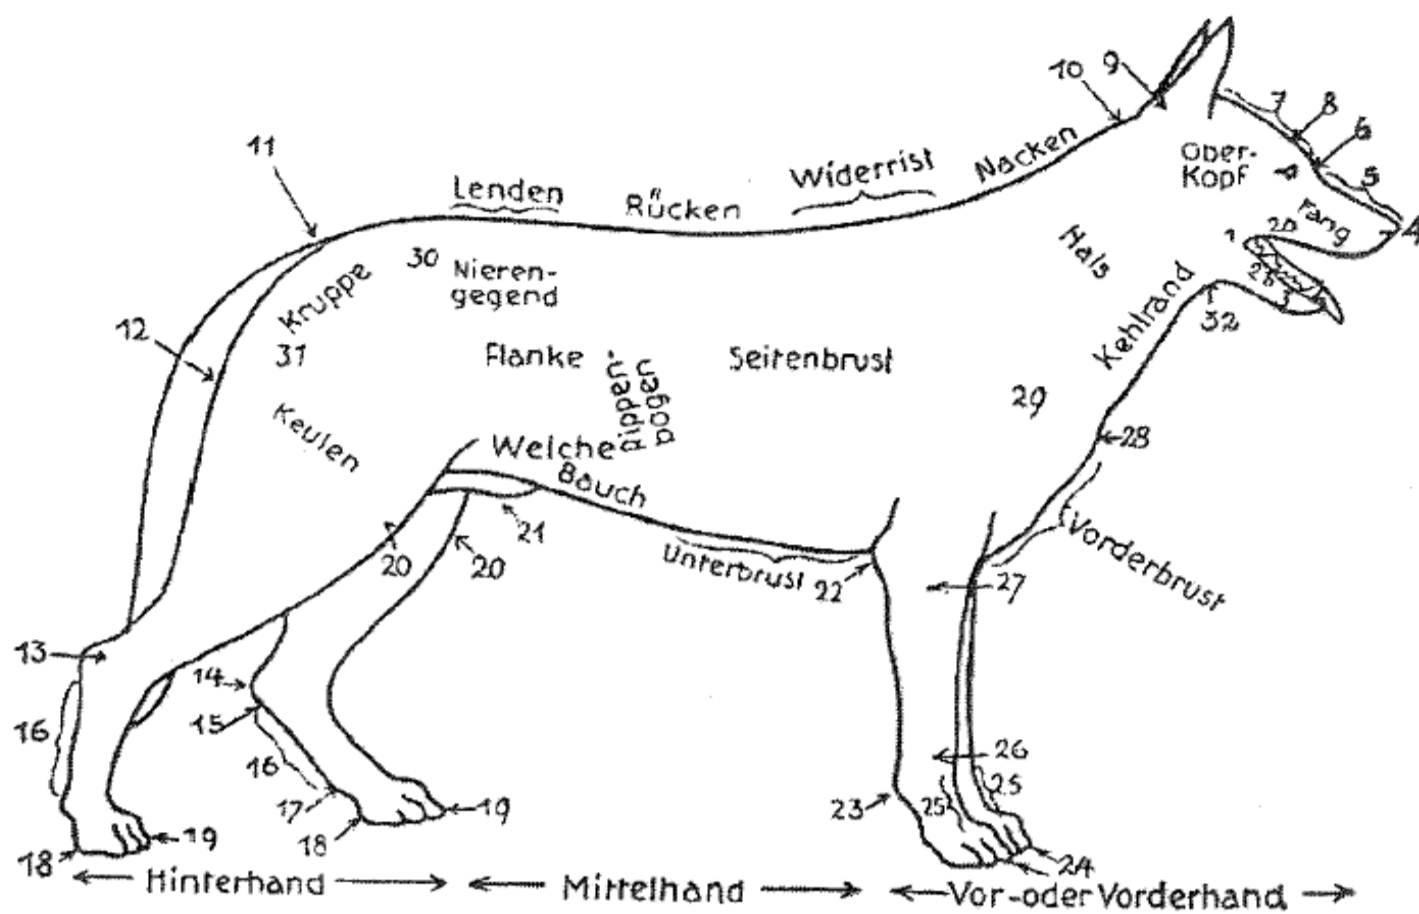 10 9
7 8 6
5
4
11
Lenden
Rücken
Widerrist
Nacken
Ober-
Kopf
Fang
1 20
Hals
30
Nieren-
gegend
Kruppe
12
31
32
Kehlrand
Flanke
Rippen-
bogen
Seitenbrust
29
28
Keulen
Welche
Bauch
21
20
20
Unterbrust
22
Vorderbrust
27
13
14
15
16
16
17
18
19
23
25
26
25
24
18
19
Hinterhand
Mittelhand
Vor-oder Vorderhand